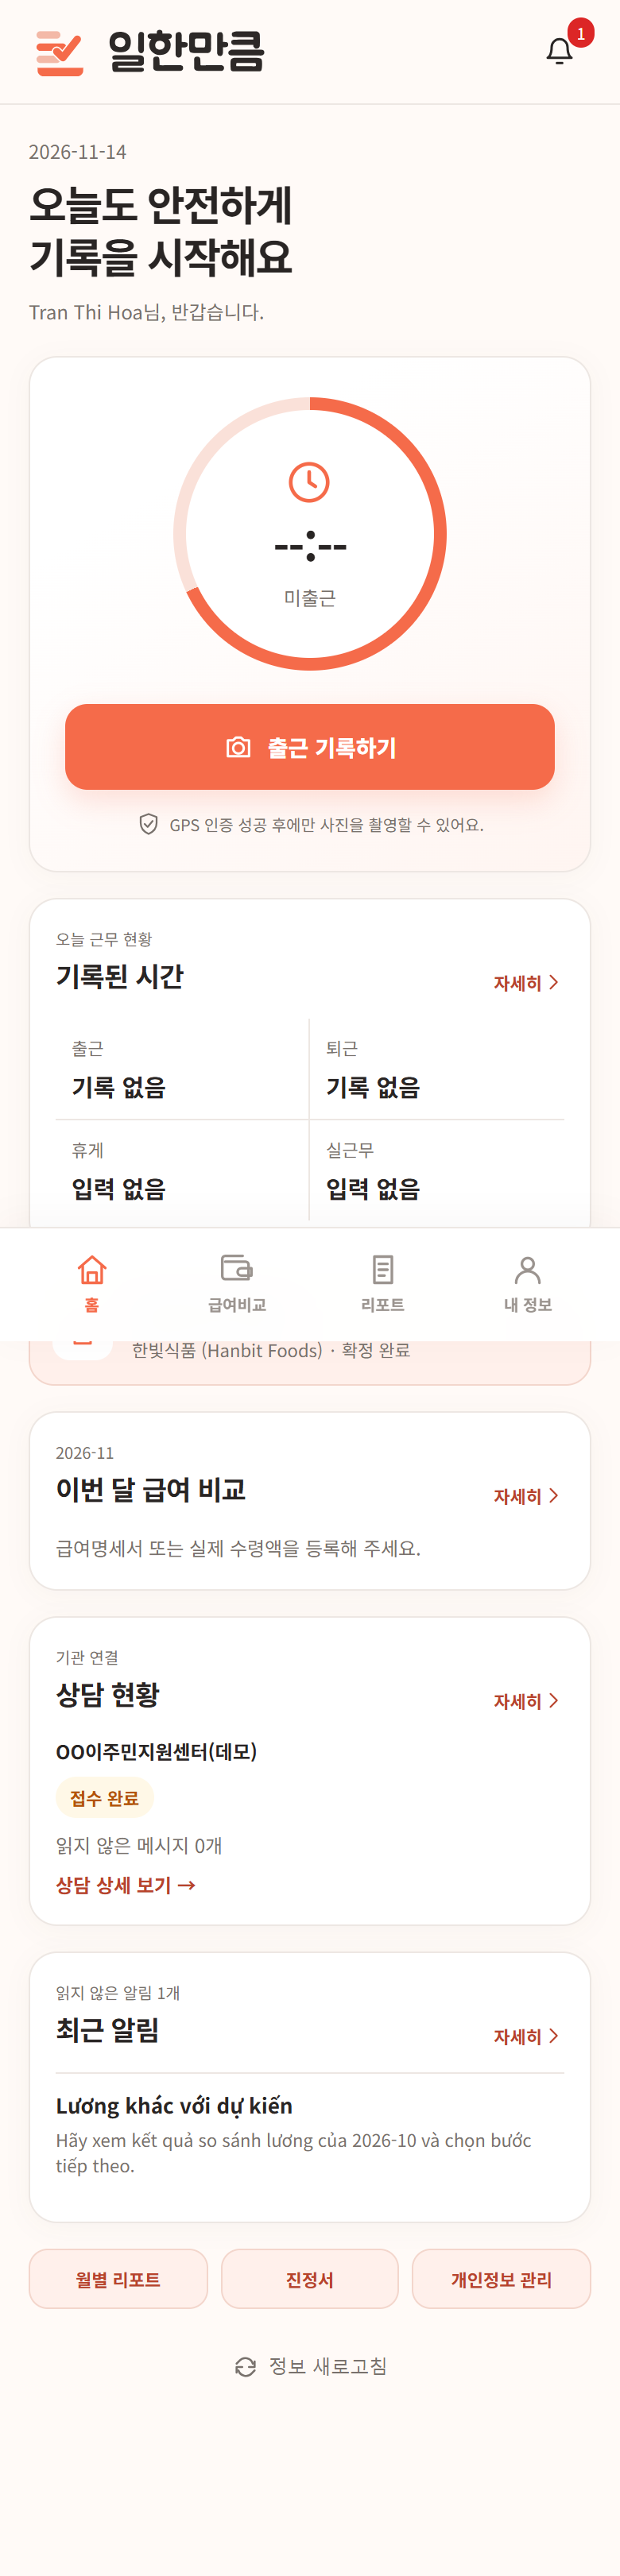 일한만큼
1
2026-11-14
오늘도 안전하게
기록을 시작해요
Tran Thi Hoa님, 반갑습니다.
--:--
미출근
출근 기록하기
GPS 인증 성공 후에만 사진을 촬영할 수 있어요.
오늘 근무 현황
기록된 시간
자세히
출근
기록 없음
퇴근
기록 없음
휴게
입력 없음
실근무
입력 없음
홈
급여비교
리포트
내 정보
한빛식품 (Hanbit Foods) · 확정 완료
2026-11
이번 달 급여 비교
자세히
급여명세서 또는 실제 수령액을 등록해 주세요.
기관 연결
상담 현황
자세히
OO이주민지원센터(데모)
접수 완료
읽지 않은 메시지 0개
상담 상세 보기 →
읽지 않은 알림 1개
최근 알림
자세히
Lương khác với dự kiến
Hãy xem kết quả so sánh lương của 2026-10 và chọn bước
tiếp theo.
월별 리포트
진정서
개인정보 관리
정보 새로고침